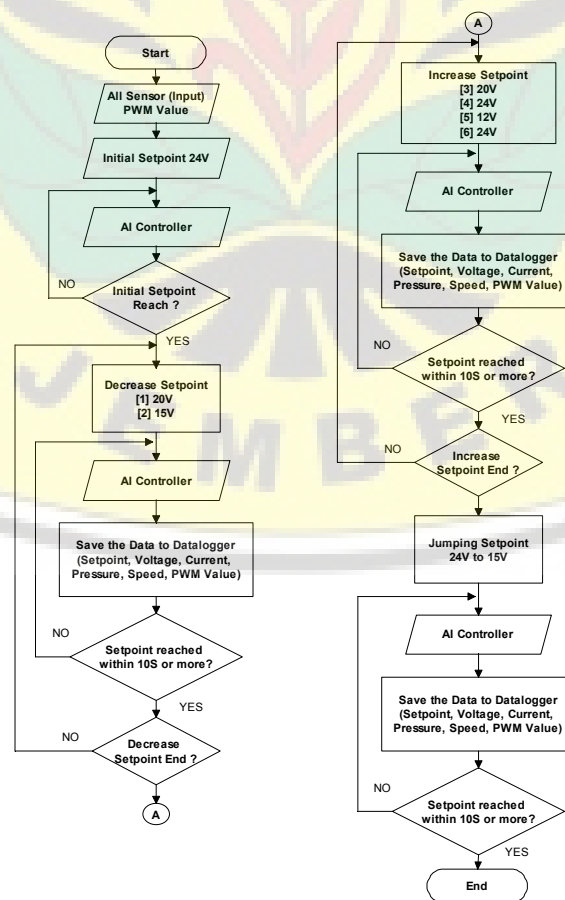 Start
All Sensor (Input)
PWM Value
Initial Setpoint 24V
AI Controller
NO
Initial Setpoint
Reach ?
YES
Decrease Setpoint
[1] 20V
[2] 15V
AI Controller
Save the Data to Datalogger
(Setpoint, Voltage, Current,
Pressure, Speed, PWM Value)
NO
Setpoint reached
within 10S or more?
YES
NO
Decrease
Setpoint End ?
A
A
Increase Setpoint
[3] 20V
[4] 24V
[5] 12V
[6] 24V
AI Controller
Save the Data to Datalogger
(Setpoint, Voltage, Current,
Pressure, Speed, PWM Value)
NO
Setpoint reached
within 10S or more?
YES
NO
Increase
Setpoint End ?
Jumping Setpoint
24V to 15V
AI Controller
Save the Data to Datalogger
(Setpoint, Voltage, Current,
Pressure, Speed, PWM Value)
NO
Setpoint reached
within 10S or more?
YES
End
JEMBER